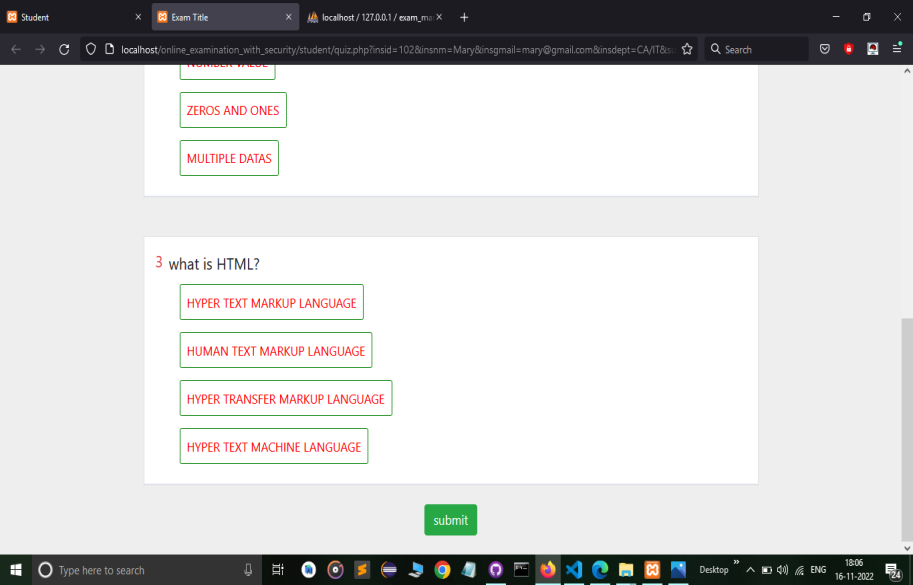 Student
Exam Title
localhost / 127.0.0.1 / exam_ma
localhost/online_examination_with_security/student/quiz.php?insid=102&insnm=Mary&insgmail=mary@gmail.com&insdept=CA/IT&
Search
NUMBER VALUE
ZEROS AND ONES
MULTIPLE DATAS
3 what is HTML?
HYPER TEXT MARKUP LANGUAGE
HUMAN TEXT MARKUP LANGUAGE
HYPER TRANSFER MARKUP LANGUAGE
HYPER TEXT MACHINE LANGUAGE
submit
Type here to search
Desktop
ENG
18:06
16-11-2022
24